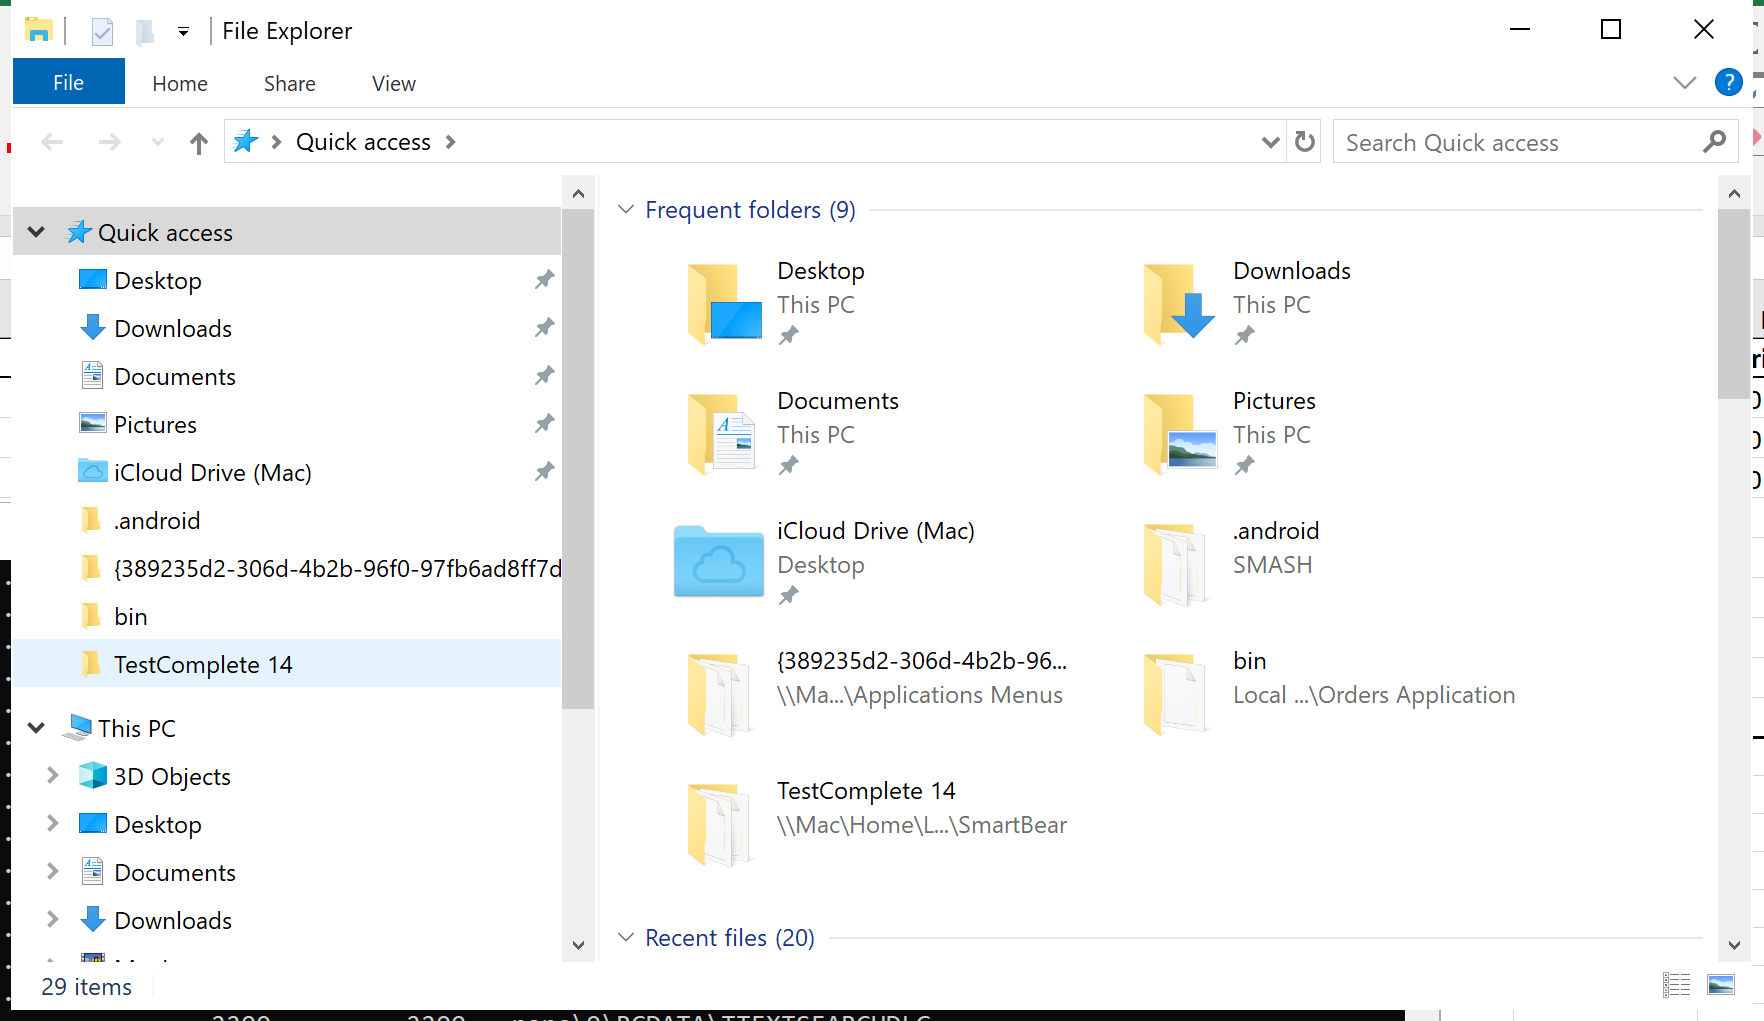 File Explorer
File
Home
Share
View
?
Quick access
Search Quick access
Quick access
Desktop
Downloads
Documents
Pictures
iCloud Drive (Mac)
.android
{389235d2-306d-4b2b-96f0-97fb6ad8ff7d
bin
TestComplete 14
This PC
3D Objects
Desktop
Documents
Downloads
Frequent folders (9)
Desktop
This PC
Downloads
This PC
Documents
This PC
Pictures
This PC
iCloud Drive (Mac)
Desktop
.android
SMASH
{389235d2-306d-4b2b-96...
\\Ma...\Applications Menus
bin
Local ...\Orders Application
TestComplete 14
\\Mac\Home\L...\SmartBear
Recent files (20)
29 items